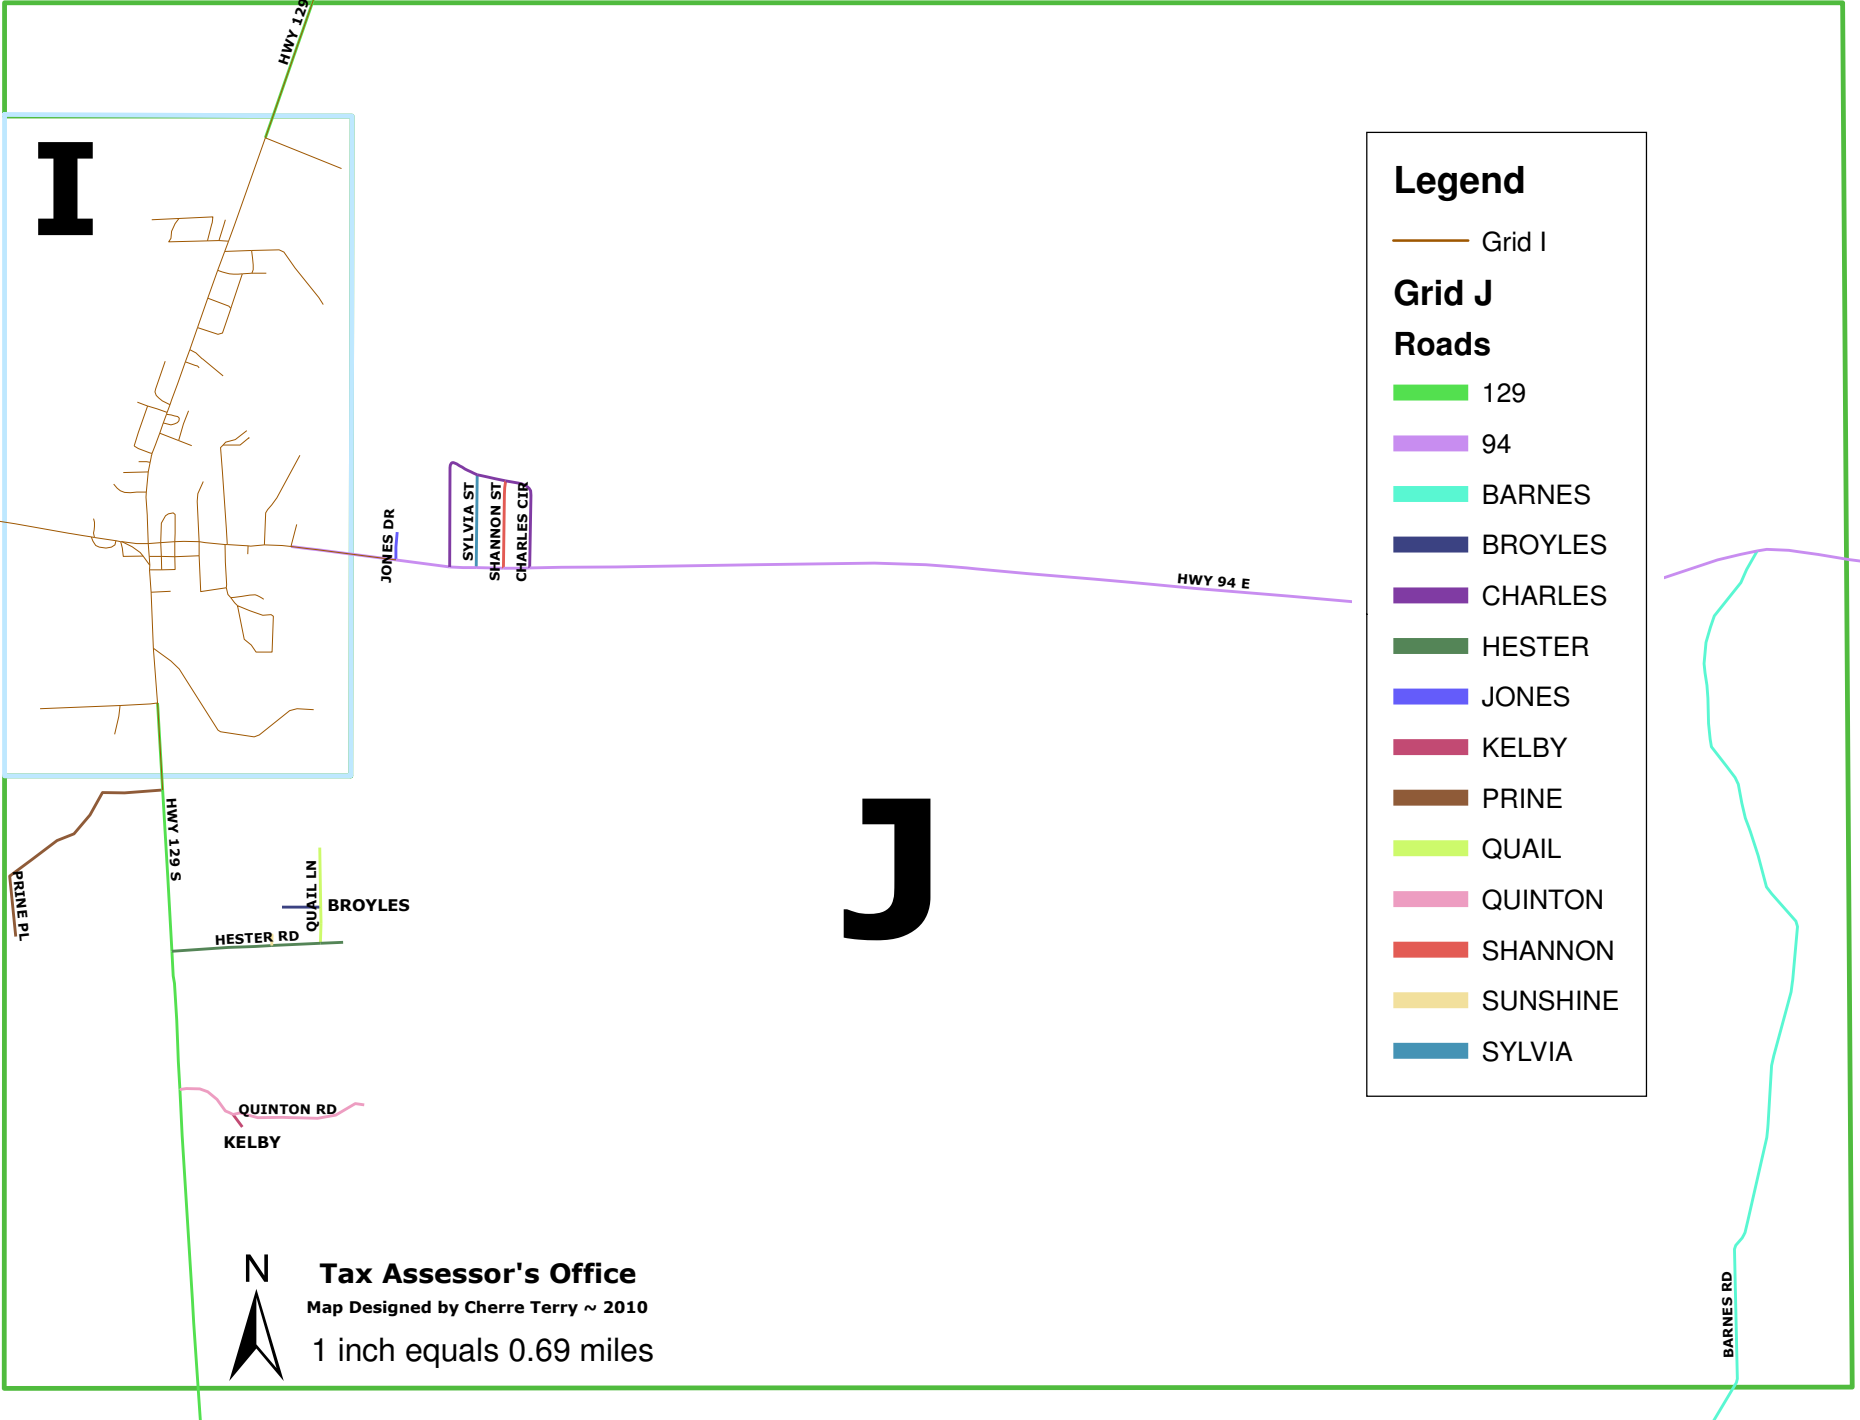 HWY 129
I
Legend
Grid I
Grid J
Roads
129
94
BARNES
BROYLES
CHARLES
HESTER
JONES
KELBY
PRINE
QUAIL
QUINTON
SHANNON
SUNSHINE
SYLVIA
JONES DR
SYLVIA ST
SHANNON ST
CHARLES CIR
HWY 94 E
HWY 129 S
J
PRINE PL
QUAIL LN
BROYLES
HESTER RD
QUINTON RD
KELBY
N
Tax Assessor's Office
Map Designed by Cherre Terry ~ 2010
1 inch equals 0.69 miles
BARNES RD